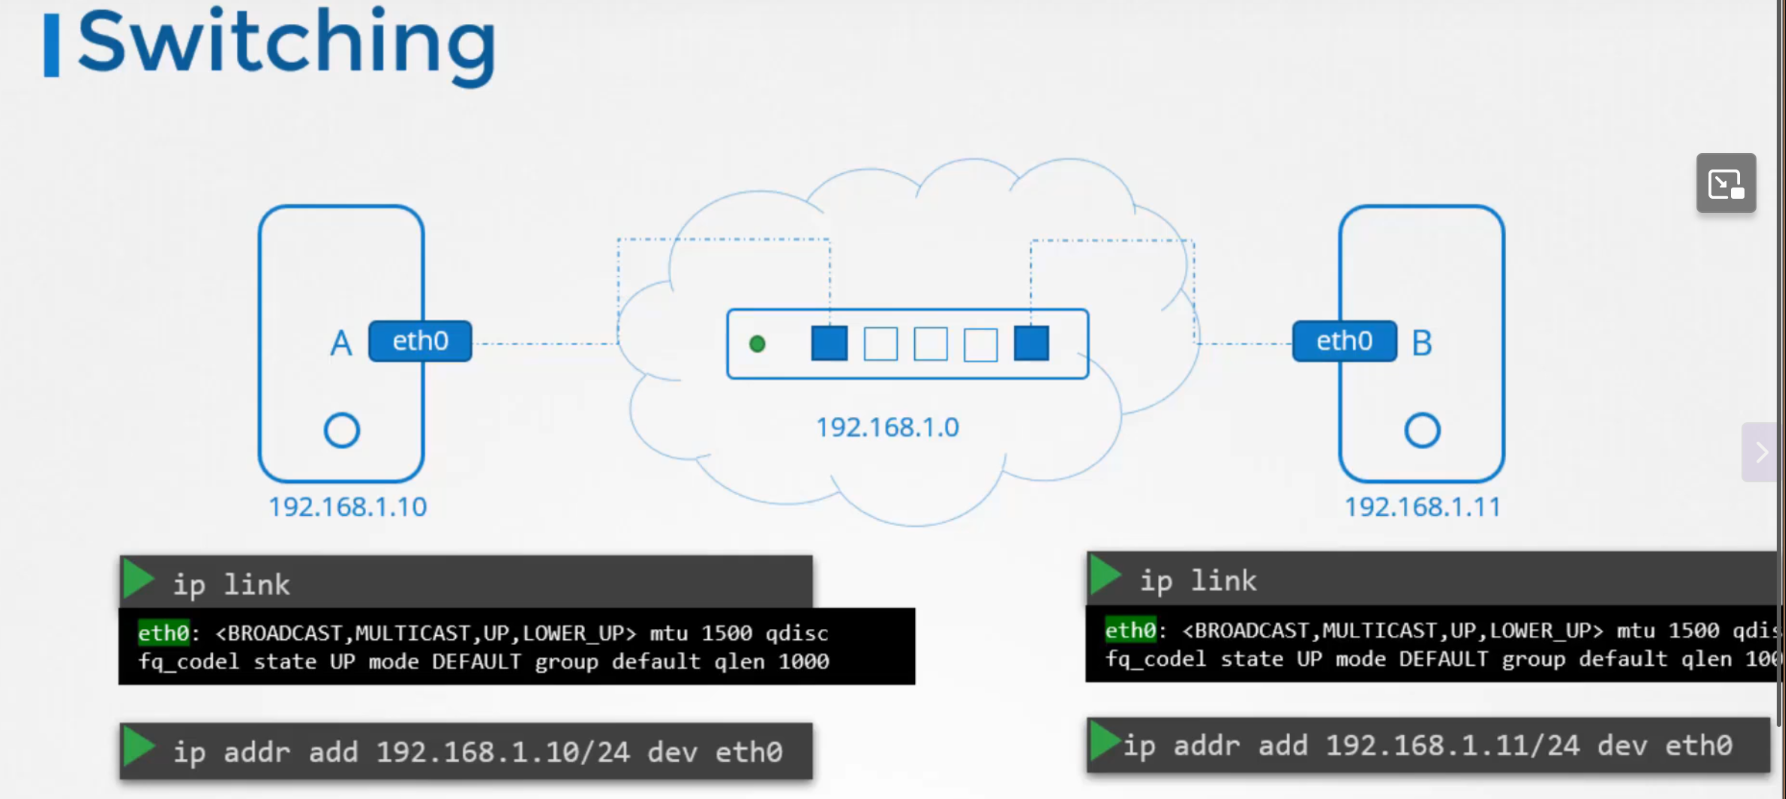 Switching
A
eth0
eth0
B
192.168.1.0
192.168.1.10
192.168.1.11
ip link
eth0: <BROADCAST,MULTICAST,UP,LOWER_UP> mtu 1500 qdisc
fq_codel state UP mode DEFAULT group default qlen 1000
ip addr add 192.168.1.10/24 dev eth0
ip link
eth0: <BROADCAST,MULTICAST,UP,LOWER_UP> mtu 1500 qdis
fq_codel state UP mode DEFAULT group default qlen 100
ip addr add 192.168.1.11/24 dev eth0